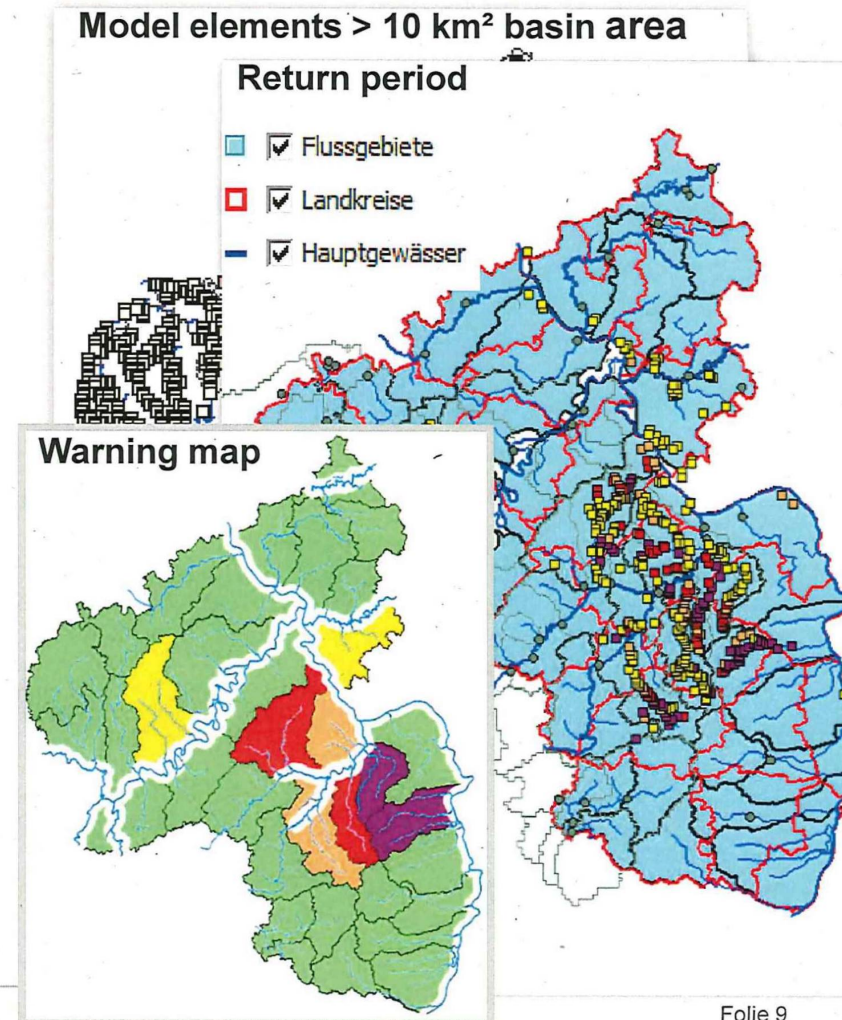 Model elements > 10 km² basin area
Return period
Flussgebiete
Landkreise
Hauptgewässer
Warning map
Folie 9